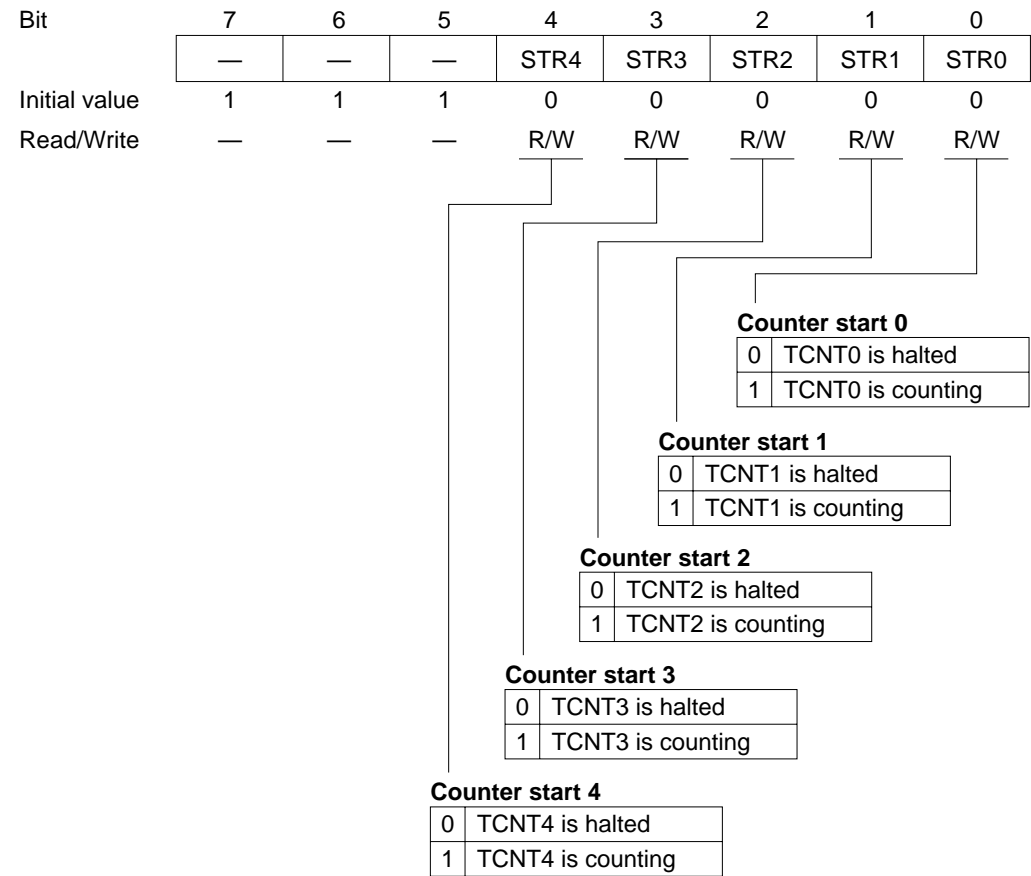 Bit 7 6 5 4 3 2 1 0
— — — STR4 STR3 STR2 STR1 STR0
Initial value 1 1 1 0 0 0 0 0
Read/Write — — — R/W R/W R/W R/W R/W
Counter start 0
0 TCNT0 is halted
1 TCNT0 is counting
Counter start 1
0 TCNT1 is halted
1 TCNT1 is counting
Counter start 2
0 TCNT2 is halted
1 TCNT2 is counting
Counter start 3
0 TCNT3 is halted
1 TCNT3 is counting
Counter start 4
0 TCNT4 is halted
1 TCNT4 is counting